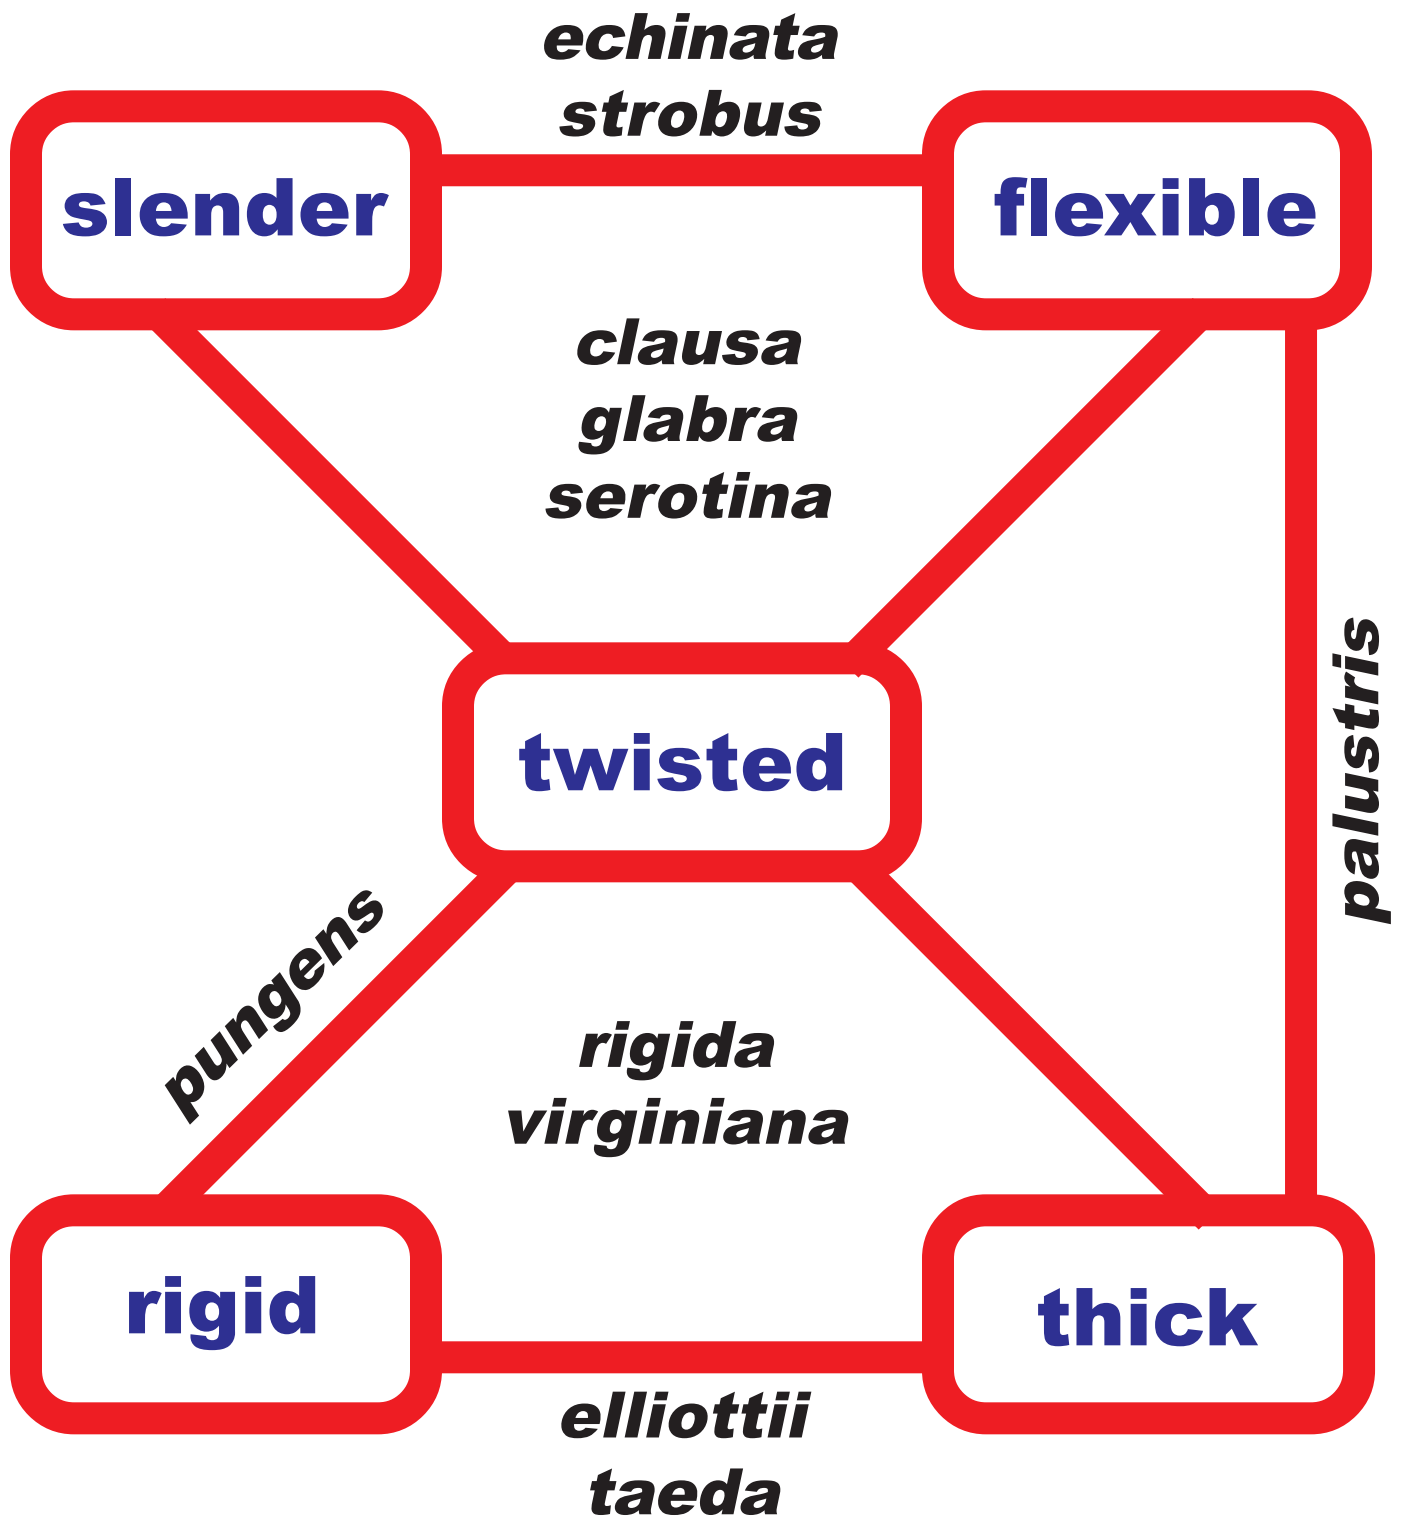 echinata
strobus
slender
flexible
clausa
glabra
serotina
twisted
palustris
pungens
rigida
virginiana
rigid
thick
elliottii
taeda